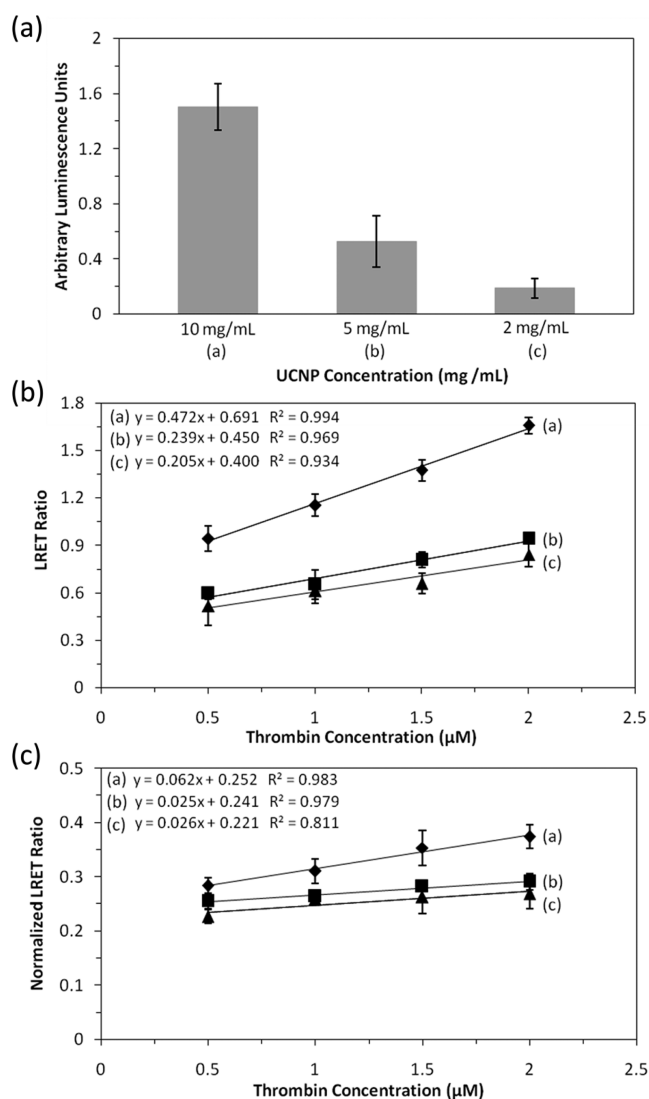 (a)
2
1.6
1.2
0.8
0.4
0
Arbitrary Luminescence Units
10 mg/mL 5 mg/mL 2 mg/mL
(a) (b) (c)
UCNP Concentration (mg /mL)
(b)
1.8
1.5
1.2
0.9
0.6
0.3
0
LRET Ratio
(a) y = 0.472x + 0.691 R² = 0.994
(b) y = 0.239x + 0.450 R² = 0.969
(c) y = 0.205x + 0.400 R² = 0.934
(a)
(b)
(c)
0 0.5 1 1.5 2 2.5
Thrombin Concentration (µM)
(c)
0.5
0.4
0.3
0.2
0.1
0
Normalized LRET Ratio
(a) y = 0.062x + 0.252 R² = 0.983
(b) y = 0.025x + 0.241 R² = 0.979
(c) y = 0.026x + 0.221 R² = 0.811
(a)
(b)
(c)
0 0.5 1 1.5 2 2.5
Thrombin Concentration (µM)